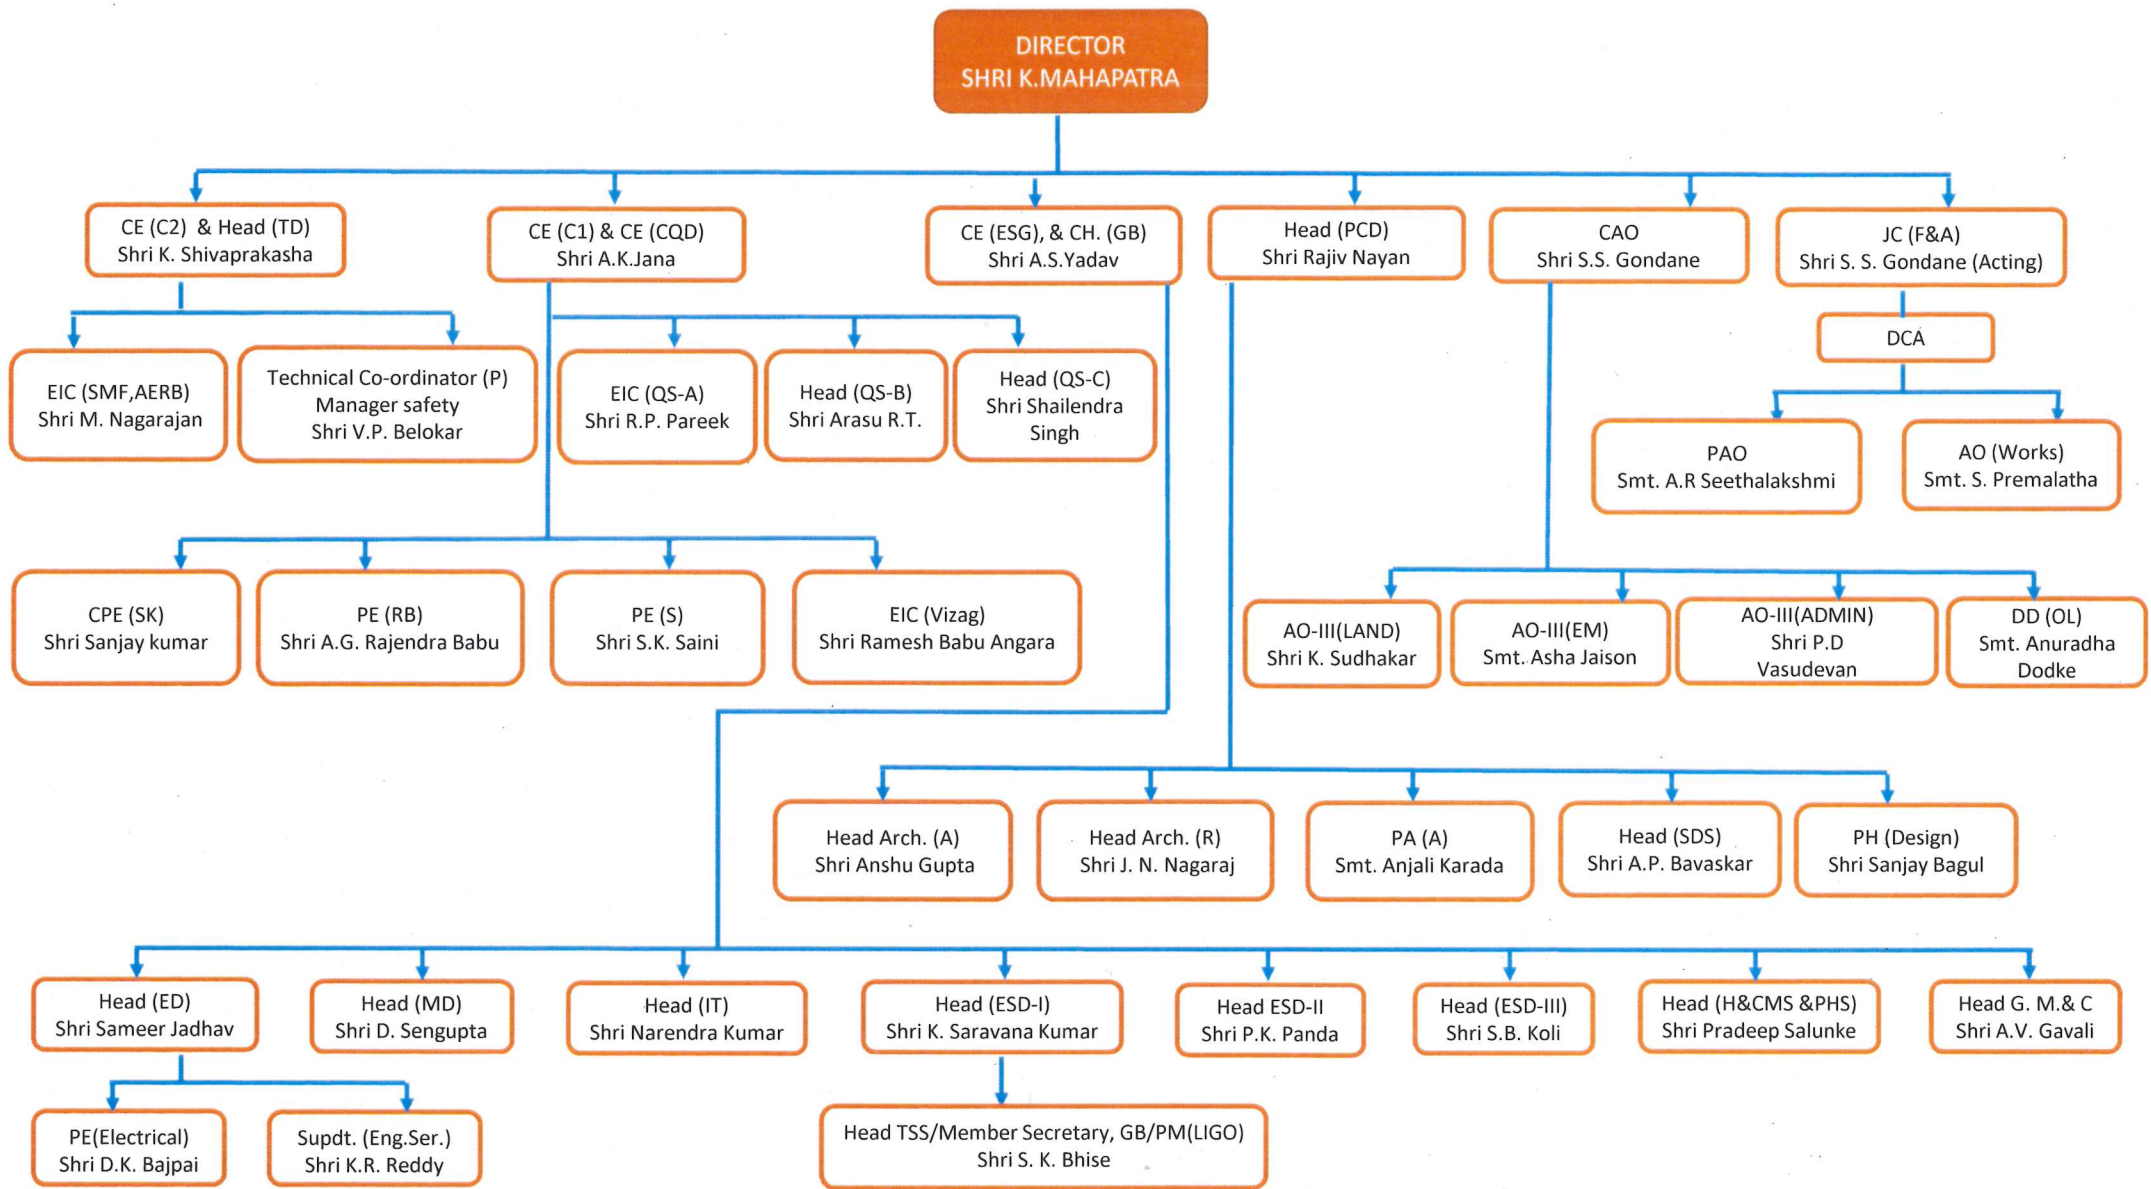 DIRECTOR
SHRI K.MAHAPATRA
CE (C2) & Head (TD)
Shri K. Shivaprakasha
CE (C1) & CE (CQD)
Shri A.K.Jana
CE (ESG), & CH. (GB)
Shri A.S.Yadav
Head (PCD)
Shri Rajiv Nayan
CAO
Shri S.S. Gondane
JC (F&A)
Shri S. S. Gondane (Acting)
DCA
EIC (SMF,AERB)
Shri M. Nagarajan
Technical Co-ordinator (P)
Manager safety
Shri V.P. Belokar
EIC (QS-A)
Shri R.P. Pareek
Head (QS-B)
Shri Arasu R.T.
Head (QS-C)
Shri Shailendra
Singh
PAO
Smt. A.R Seethalakshmi
AO (Works)
Smt. S. Premalatha
CPE (SK)
Shri Sanjay kumar
PE (RB)
Shri A.G. Rajendra Babu
PE (S)
Shri S.K. Saini
EIC (Vizag)
Shri Ramesh Babu Angara
AO-III(LAND)
Shri K. Sudhakar
AO-III(EM)
Smt. Asha Jaison
AO-III(ADMIN)
Shri P.D
Vasudevan
DD (OL)
Smt. Anuradha
Dodke
Head Arch. (A)
Shri Anshu Gupta
Head Arch. (R)
Shri J. N. Nagaraj
PA (A)
Smt. Anjali Karada
Head (SDS)
Shri A.P. Bavaskar
PH (Design)
Shri Sanjay Bagul
Head (ED)
Shri Sameer Jadhav
Head (MD)
Shri D. Sengupta
Head (IT)
Shri Narendra Kumar
Head (ESD-I)
Shri K. Saravana Kumar
Head ESD-II
Shri P.K. Panda
Head (ESD-III)
Shri S.B. Koli
Head (H&CMS &PHS)
Shri Pradeep Salunke
Head G. M.& C
Shri A.V. Gavali
PE(Electrical)
Shri D.K. Bajpai
Supdt. (Eng.Ser.)
Shri K.R. Reddy
Head TSS/Member Secretary, GB/PM(LIGO)
Shri S. K. Bhise